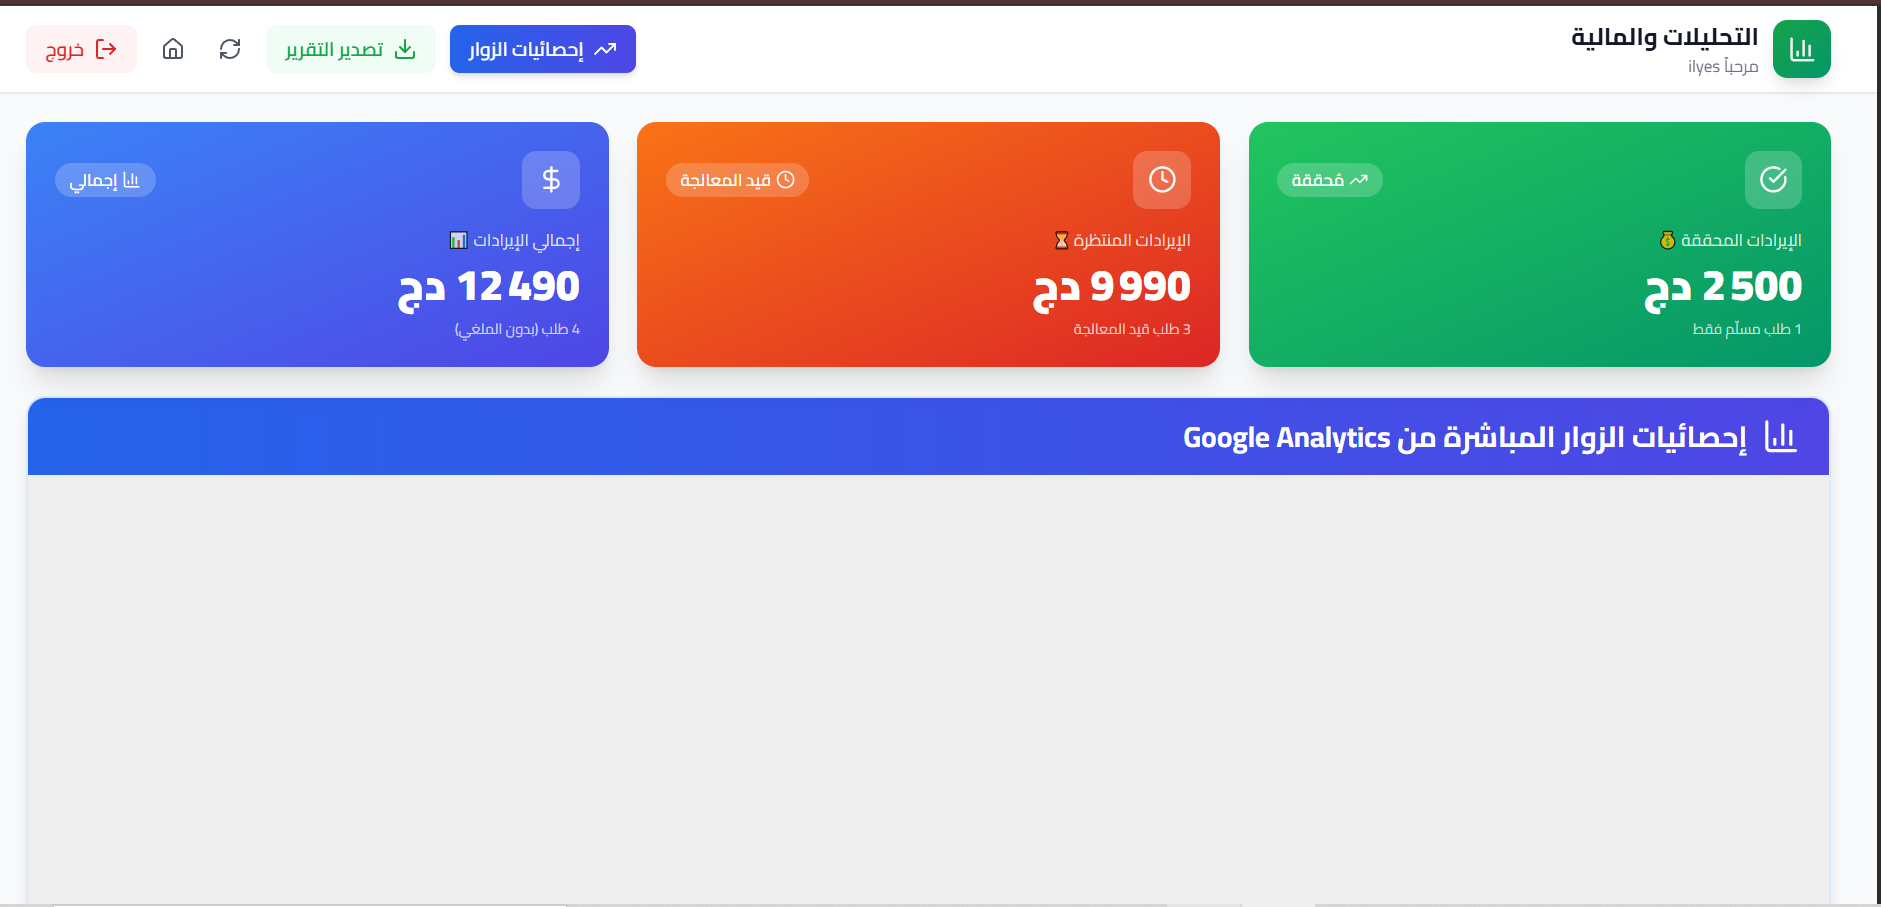 التحليلات والمالية
مرحباً ilyes
إحصائيات الزوار
تصدير التقرير
خروج
مُحققة
الإيرادات المحققة 💰
2 500 دج
1 طلب مسلّم فقط
قيد المعالجة
الإيرادات المنتظرة ⏳
9 990 دج
3 طلب قيد المعالجة
إجمالي
إجمالي الإيرادات 📊
12 490 دج
4 طلب (بدون الملغي)
إحصائيات الزوار المباشرة من Google Analytics